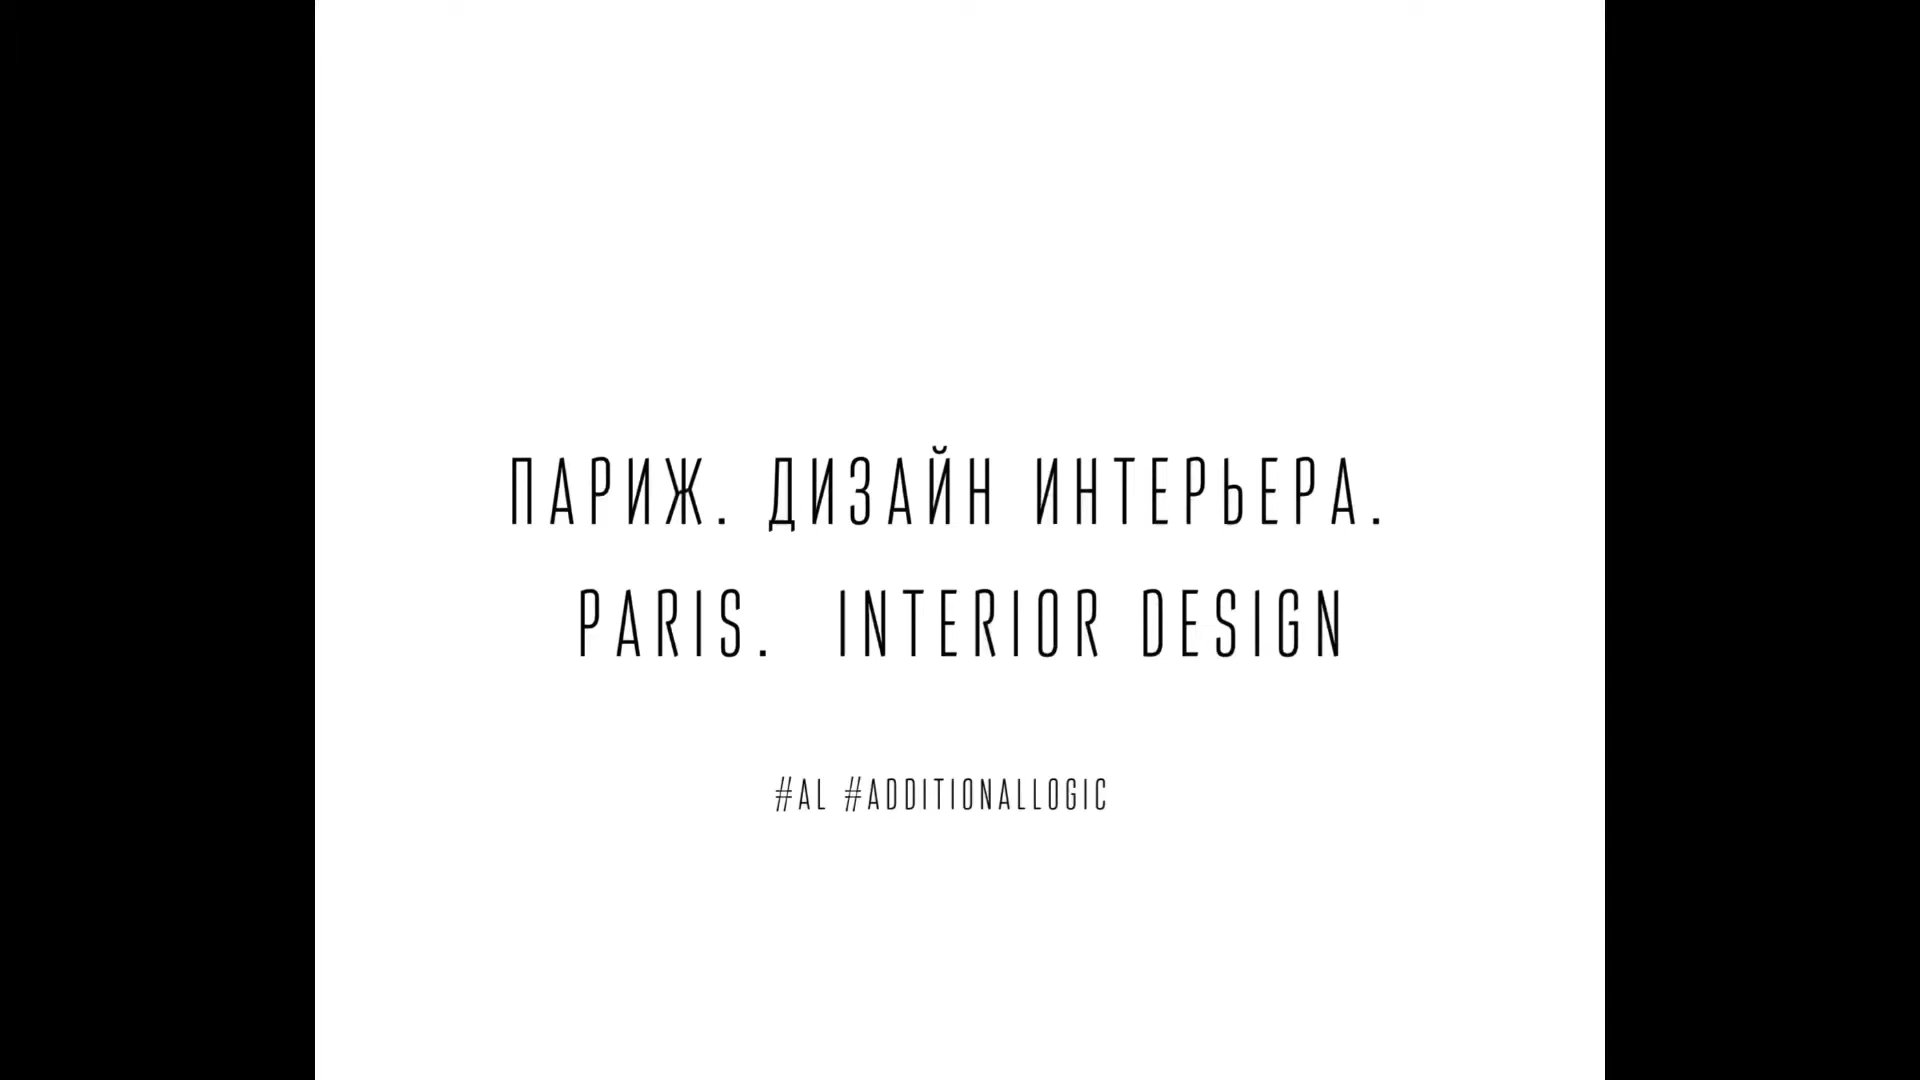 ПАРИЖ. ДИЗАЙН ИНТЕРЬЕРА.
PARIS. INTERIOR DESIGN
#AL #ADDITIONALLOGIC